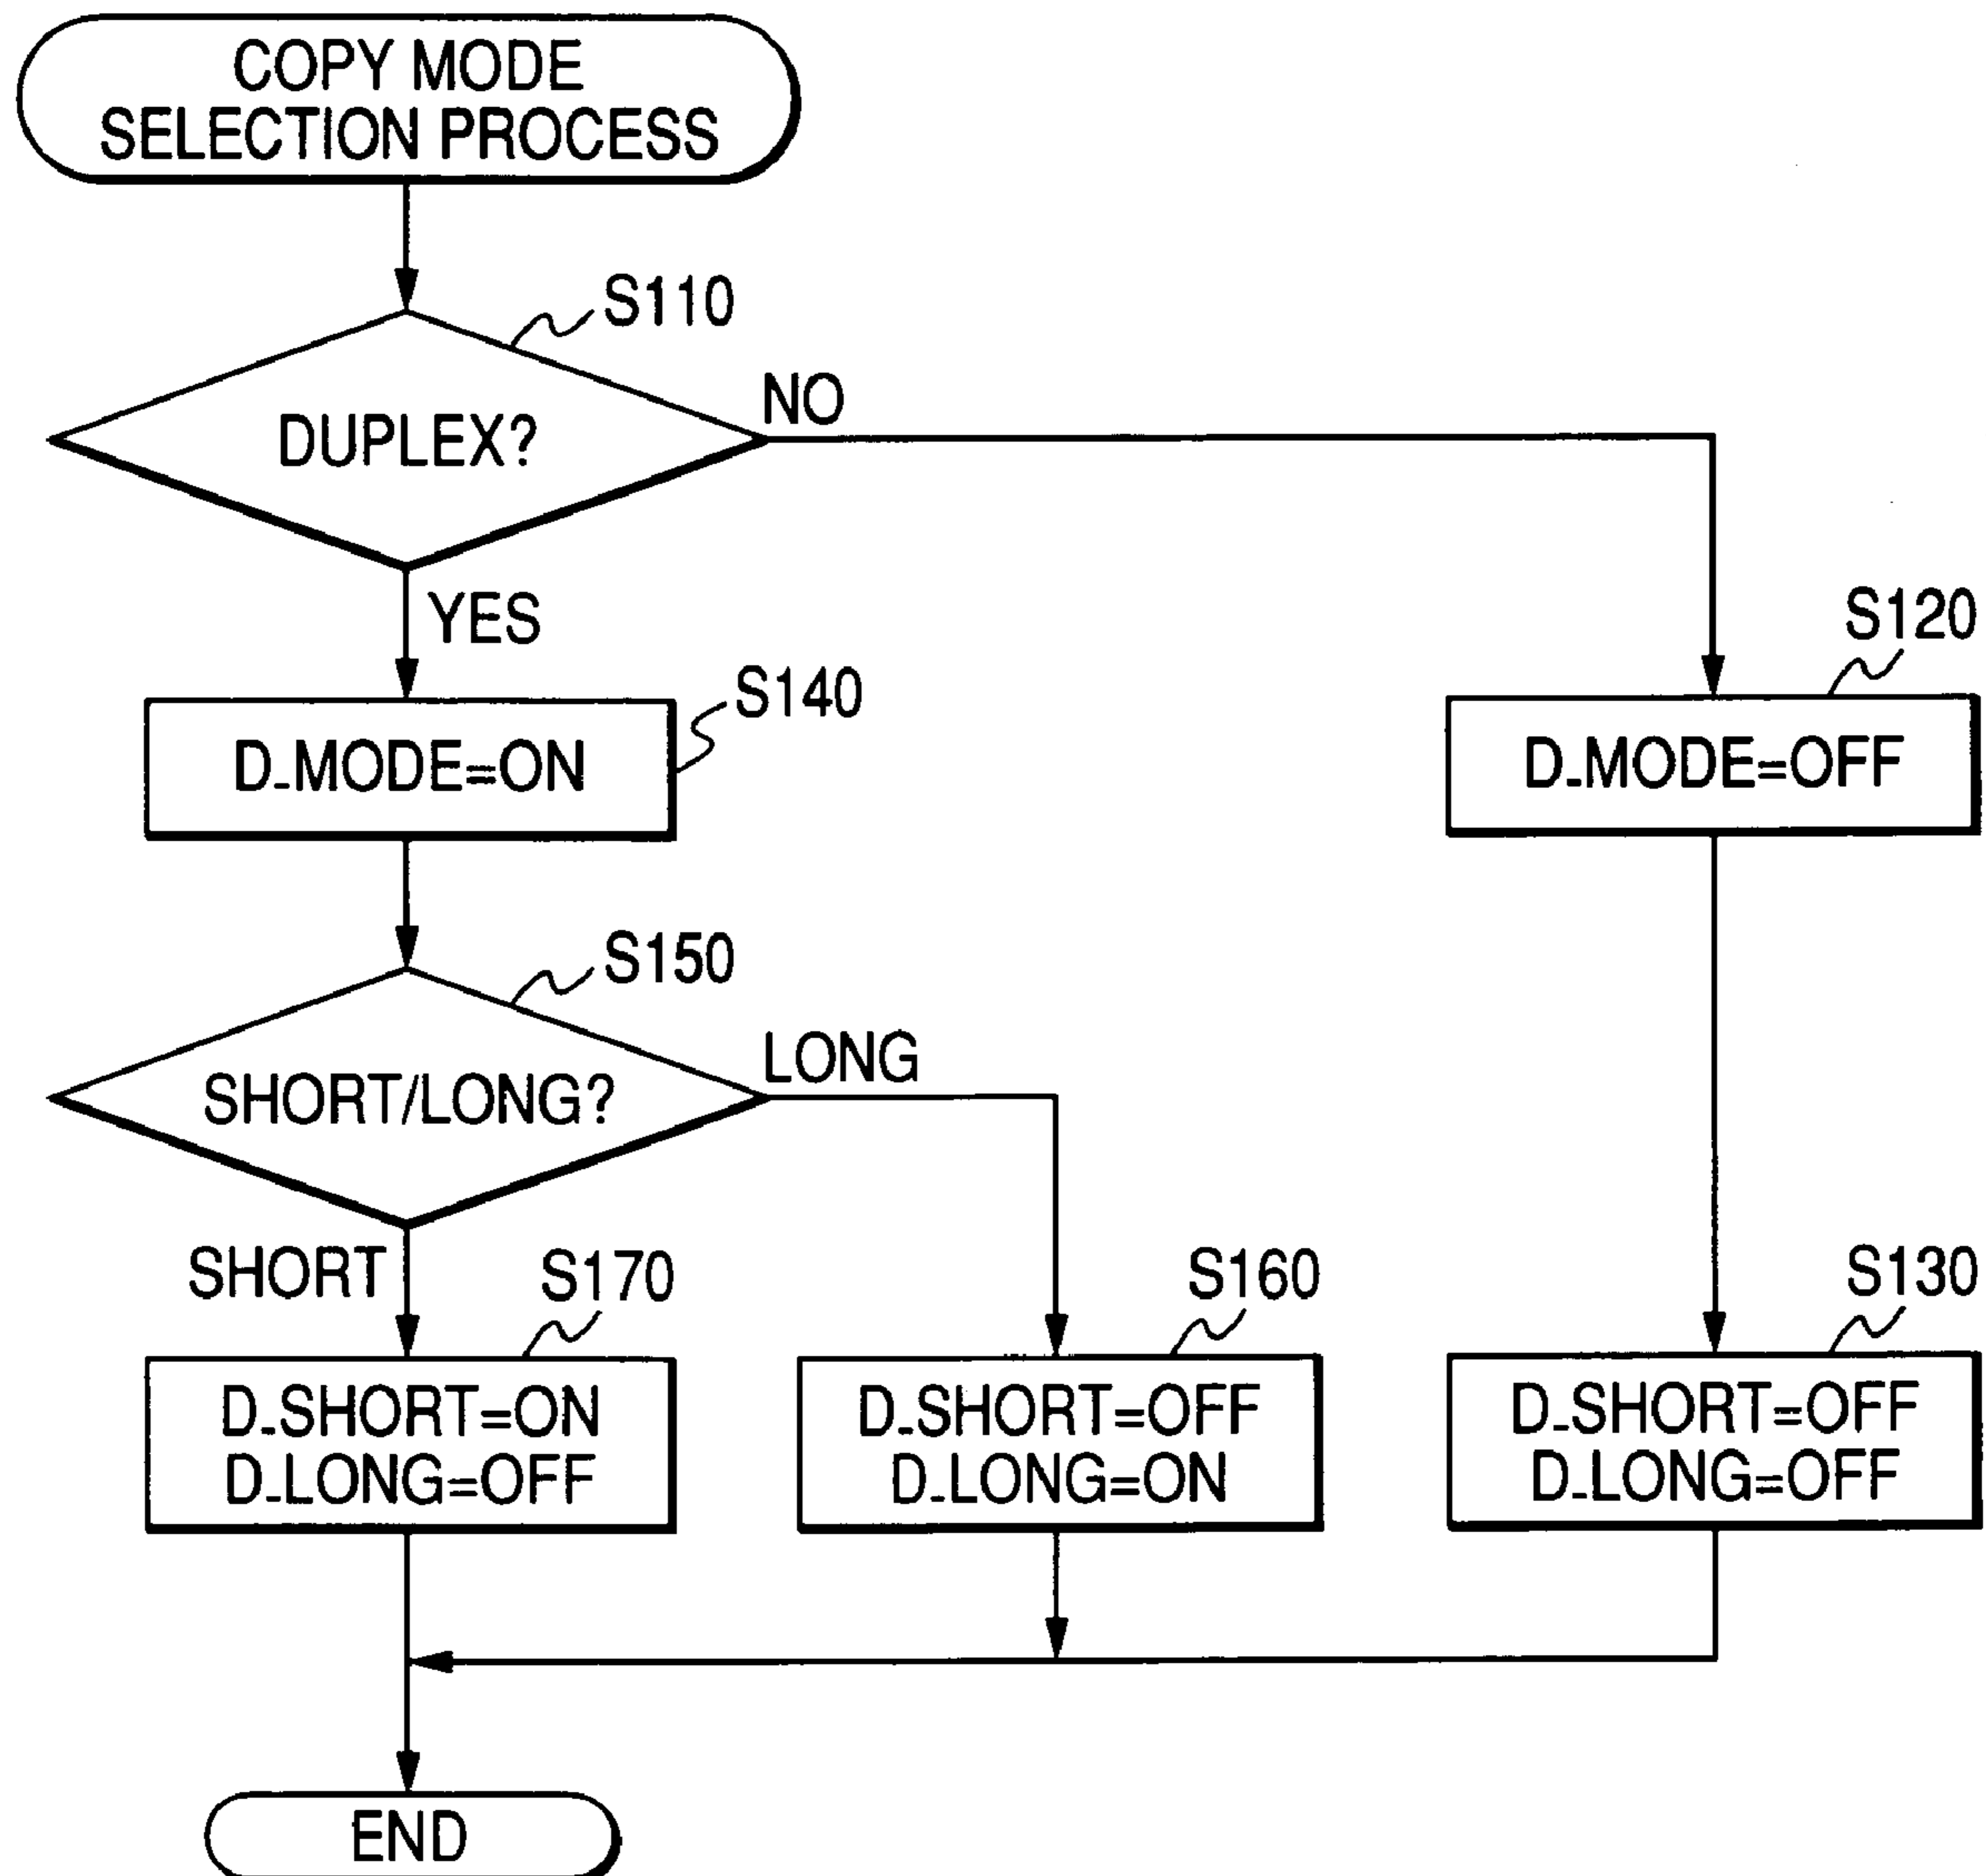 COPY MODE
SELECTION PROCESS
S110
DUPLEX?
NO
YES
S120
S140
D_MODE=ON
D_MODE=OFF
S150
SHORT/LONG?
LONG
SHORT
S170
S160
S130
D_SHORT=ON
D_LONG=OFF
D_SHORT=OFF
D_LONG=ON
D_SHORT=OFF
D_LONG=OFF
END